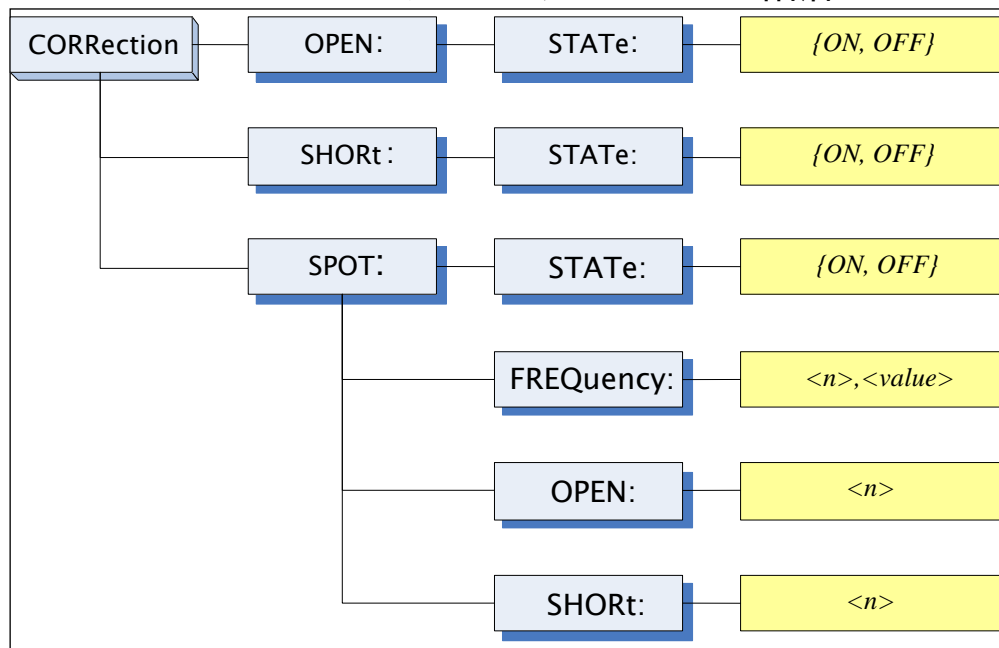 CORRection OPEN: STATe: {ON, OFF}
SHORt : STATe: {ON, OFF}
SPOT: STATe: {ON, OFF}
FREQuency: <n>,<value>
OPEN: <n>
SHORt: <n>